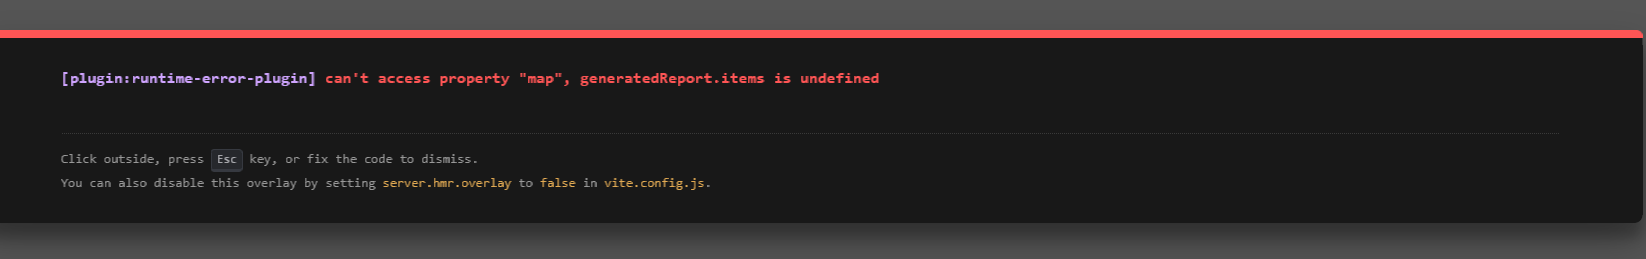 [plugin:runtime-error-plugin] can't access property "map", generatedReport.items is undefined
Click outside, press Esc key, or fix the code to dismiss.
You can also disable this overlay by setting server.hmr.overlay to false in vite.config.js.